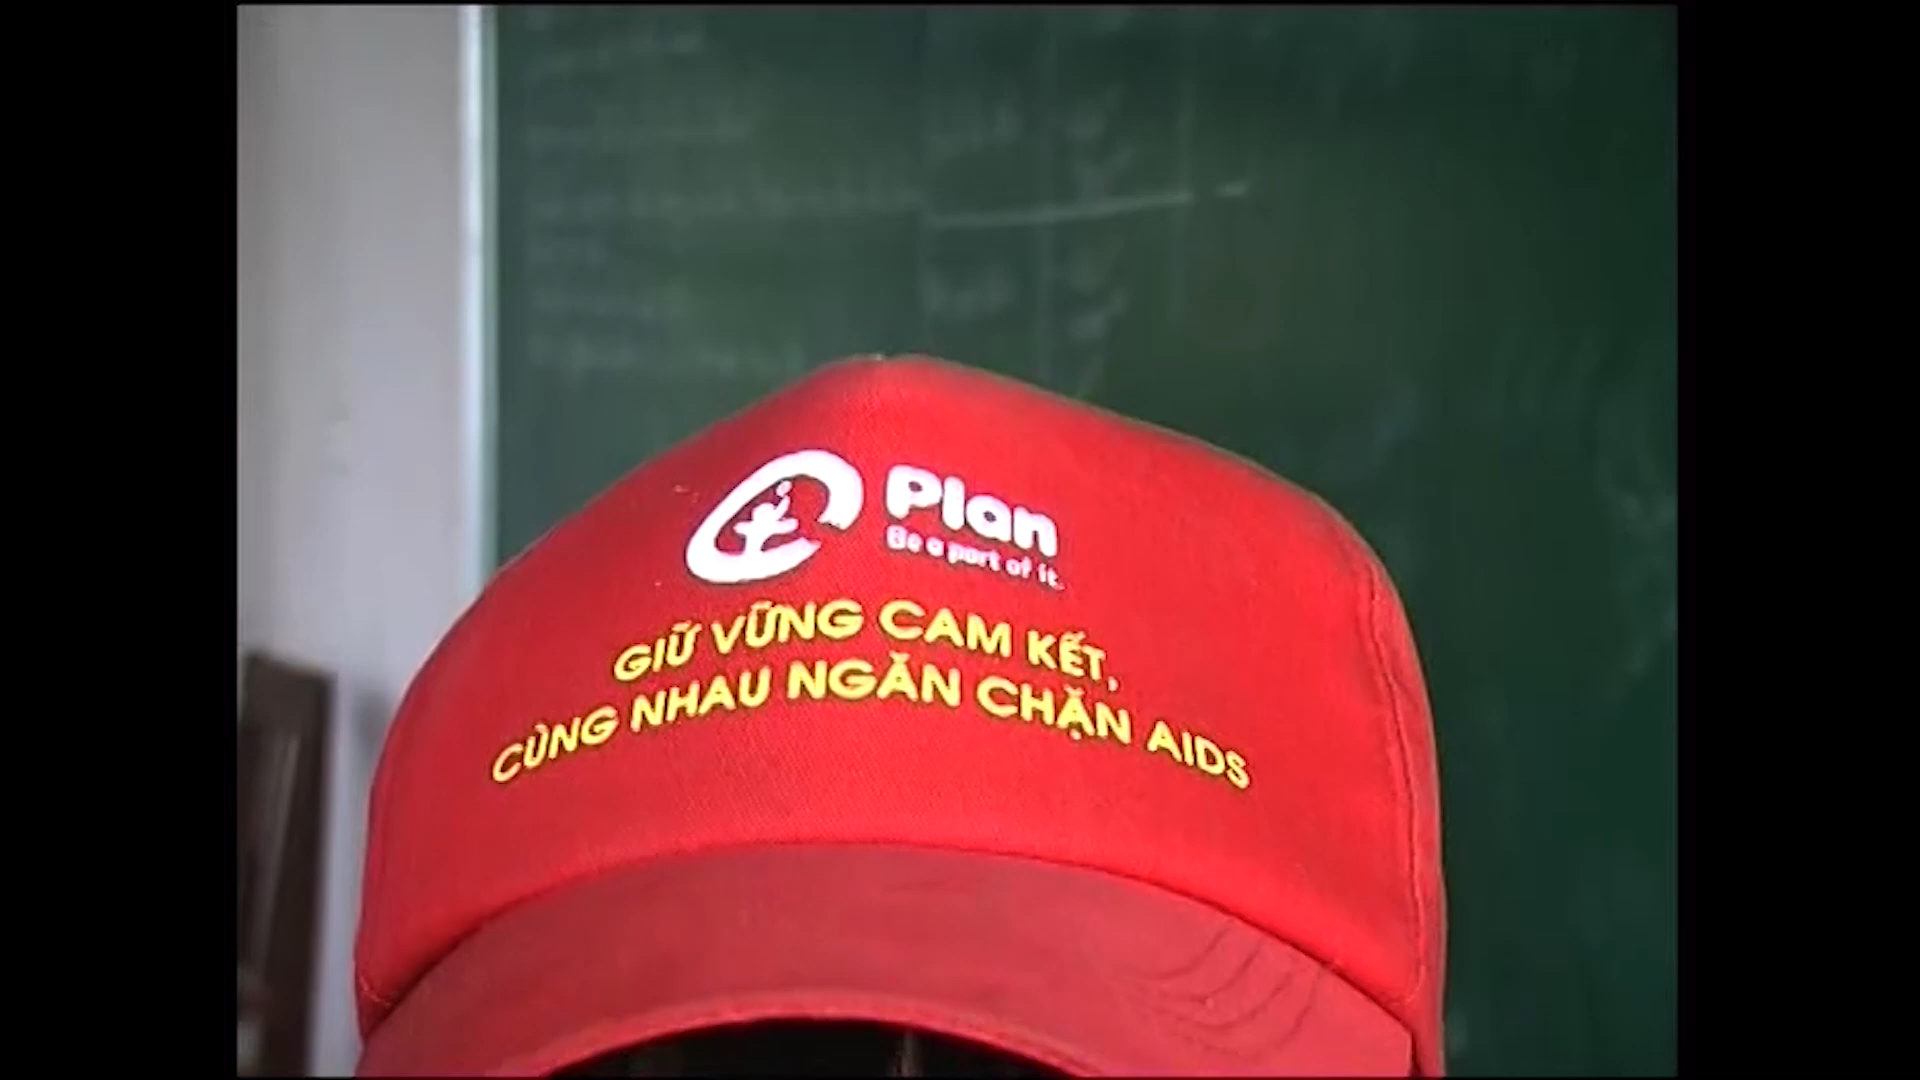 Plan
Be a part of it.
GIỮ VỮNG CAM KẾT,
CÙNG NHAU NGĂN CHẶN AIDS